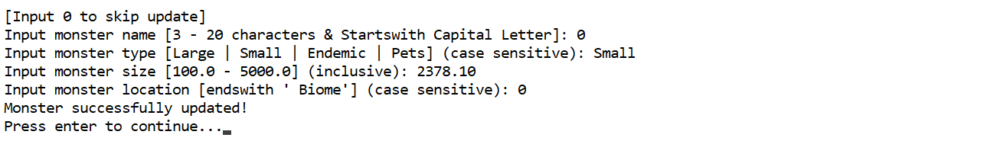 [Input 0 to skip update]
Input monster name [3 - 20 characters & Startswith Capital Letter]: 0
Input monster type [Large | Small | Endemic | Pets] (case sensitive): Small
Input monster size [100.0 - 5000.0] (inclusive): 2378.10
Input monster location [endswith ' Biome'] (case sensitive): 0
Monster successfully updated!
Press enter to continue...